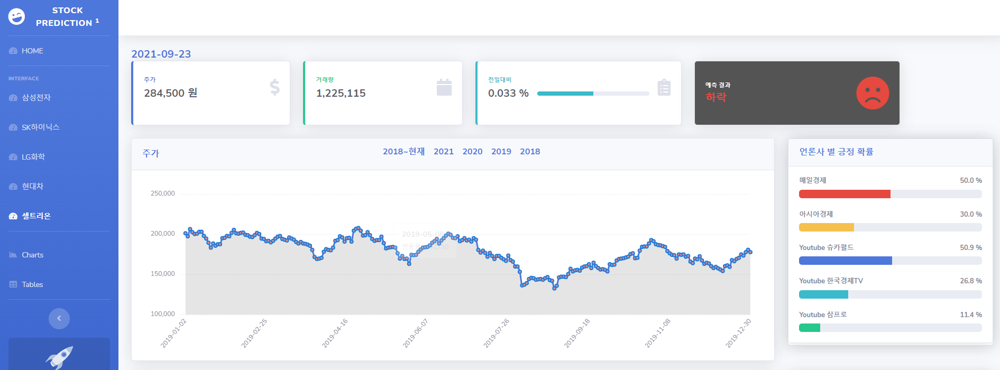 STOCK
PREDICTION 1
HOME
INTERFACE
삼성전자
SK하이닉스
LG화학
현대차
셀트리온
Charts
Tables
2021-09-23
주가
284,500 원
거래량
1,225,115
전일대비
0.033 %
예측 결과
하락
주가
2018~현재 2021 2020 2019 2018
250,000
200,000
150,000
100,000
2019-05-08
2019-01-02
2019-02-25
2019-04-16
2019-06-07
2019-07-26
2019-09-18
2019-11-08
2019-12-30
언론사 별 긍정 확률
매일경제 50.0 %
아시아경제 30.0 %
Youtube 슈카월드 50.9 %
Youtube 한국경제TV 26.8 %
Youtube 삼프로 11.4 %